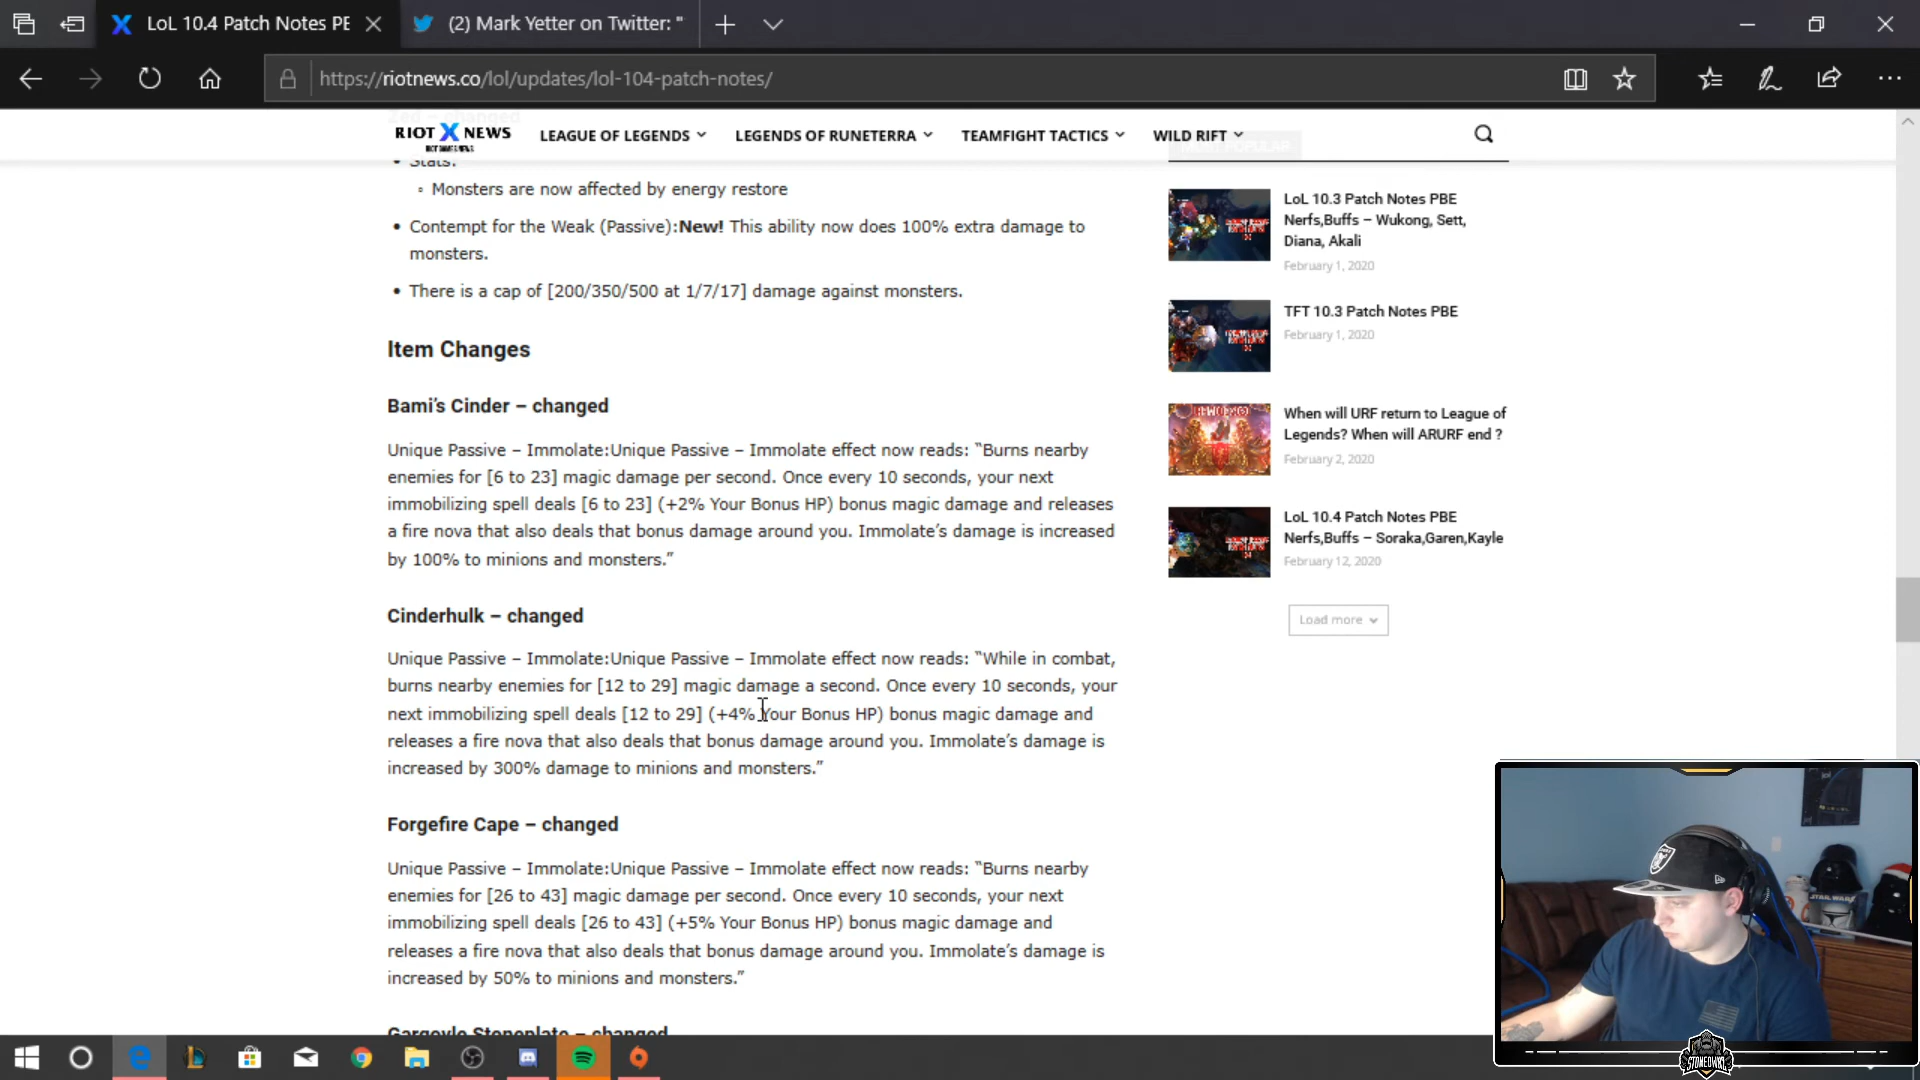 LoL 10.4 Patch Notes PE
(2) Mark Yetter on Twitter: "
https://riotnews.co/lol/updates/lol-104-patch-notes/
Zed – changed
RIOT X NEWS
RIOT GAMES NEWS
LEAGUE OF LEGENDS
LEGENDS OF RUNETERRA
TEAMFIGHT TACTICS
WILD RIFT
MOST POPULAR
• Stats:
◦ Monsters are now affected by energy restore
• Contempt for the Weak (Passive):New! This ability now does 100% extra damage to
monsters.
• There is a cap of [200/350/500 at 1/7/17] damage against monsters.
Item Changes
Bami's Cinder – changed
Unique Passive – Immolate:Unique Passive – Immolate effect now reads: “Burns nearby
enemies for [6 to 23] magic damage per second. Once every 10 seconds, your next
immobilizing spell deals [6 to 23] (+2% Your Bonus HP) bonus magic damage and releases
a fire nova that also deals that bonus damage around you. Immolate’s damage is increased
by 100% to minions and monsters.”
Cinderhulk – changed
Unique Passive – Immolate:Unique Passive – Immolate effect now reads: “While in combat,
burns nearby enemies for [12 to 29] magic damage a second. Once every 10 seconds, your
next immobilizing spell deals [12 to 29] (+4% Your Bonus HP) bonus magic damage and
releases a fire nova that also deals that bonus damage around you. Immolate’s damage is
increased by 300% damage to minions and monsters.”
Forgefire Cape – changed
Unique Passive – Immolate:Unique Passive – Immolate effect now reads: “Burns nearby
enemies for [26 to 43] magic damage per second. Once every 10 seconds, your next
immobilizing spell deals [26 to 43] (+5% Your Bonus HP) bonus magic damage and
releases a fire nova that also deals that bonus damage around you. Immolate’s damage is
increased by 50% to minions and monsters.”
Gargoyle Stoneplate – changed
LoL 10.3 Patch Notes PBE
Nerfs,Buffs – Wukong, Sett,
Diana, Akali
February 1, 2020
TFT 10.3 Patch Notes PBE
February 1, 2020
When will URF return to League of
Legends? When will ARURF end ?
February 2, 2020
LoL 10.4 Patch Notes PBE
Nerfs,Buffs – Soraka,Garen,Kayle
February 12, 2020
Load more
STAR WARS
STONEOWNZ